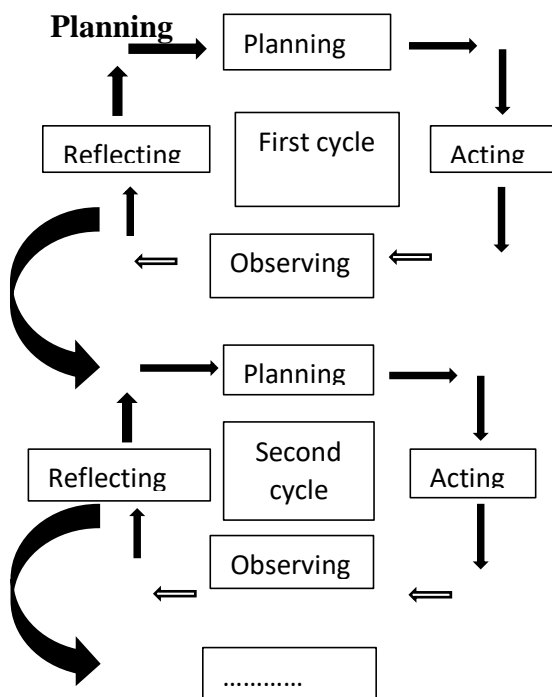 Planning
Planning
Reflecting
First cycle
Acting
Observing
Planning
Reflecting
Second
cycle
Acting
Observing
…………